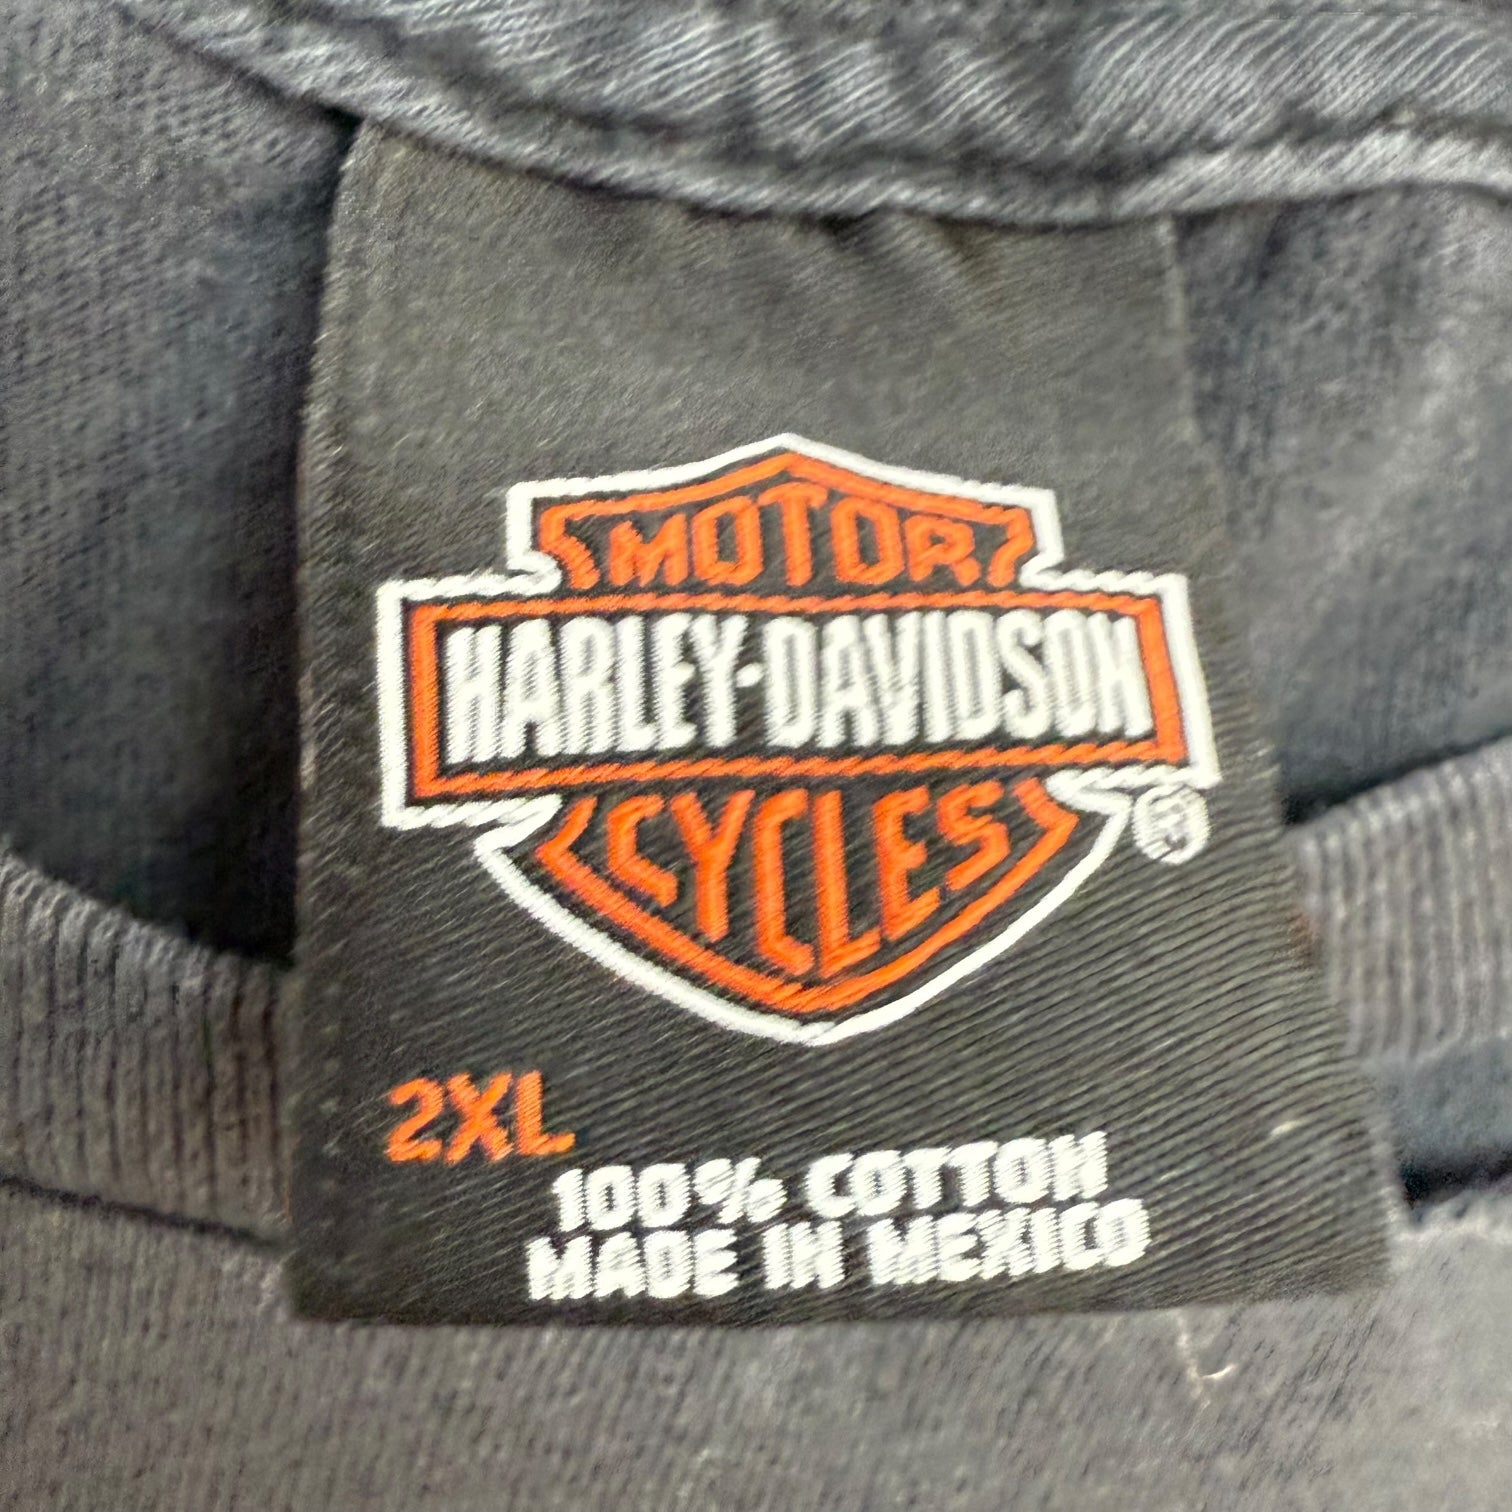 MOTOR
HARLEY-DAVIDSON
CYCLES
®
2XL
100% COTTON
MADE IN MEXICO